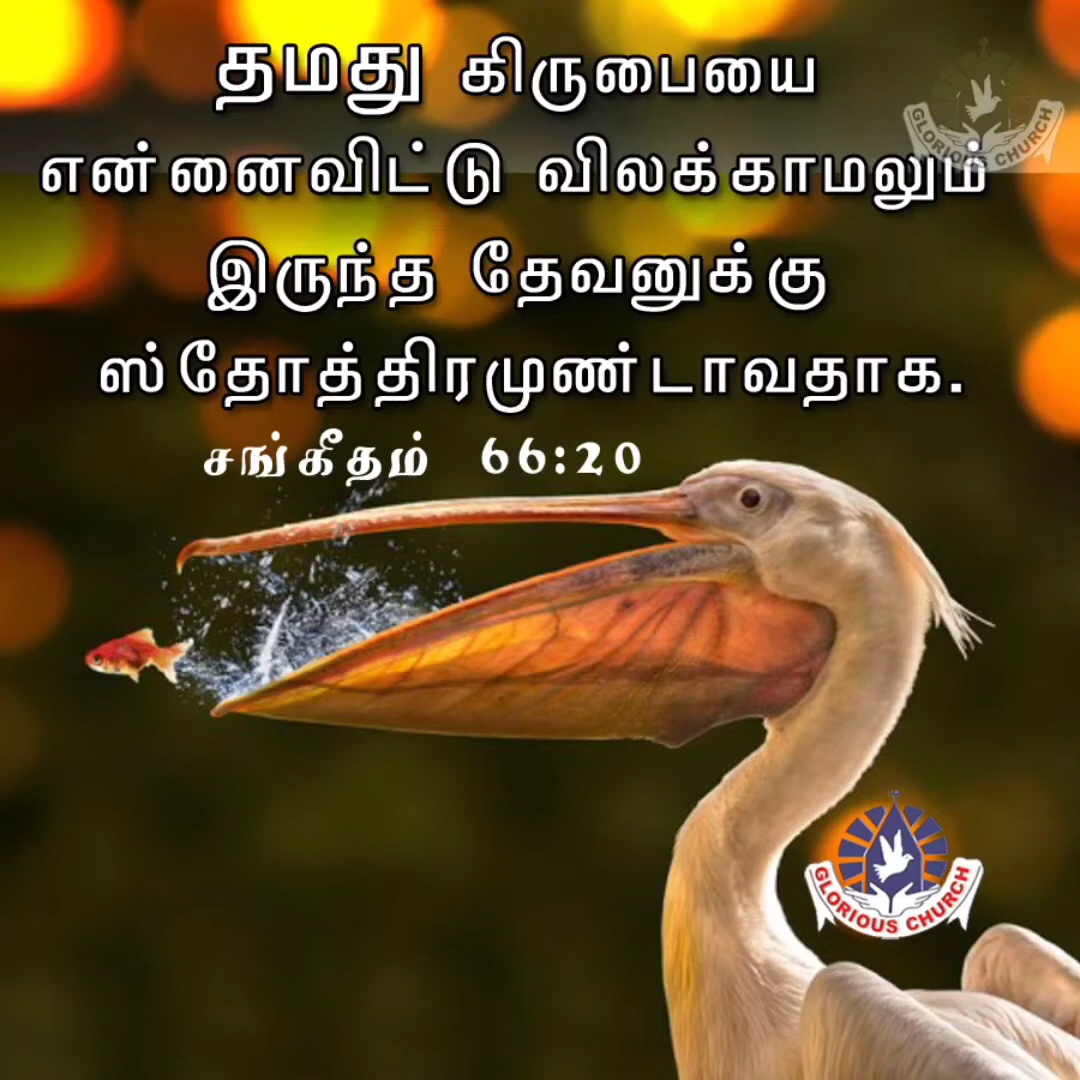 தமது கிருபையை
என்னைவிட்டு விலக்காமலும்
இருந்த தேவனுக்கு
ஸ்தோத்திரமுண்டாவதாக.
சங்கீதம் 66:20
GLORIOUS CHURCH
GLORIOUS CHURCH